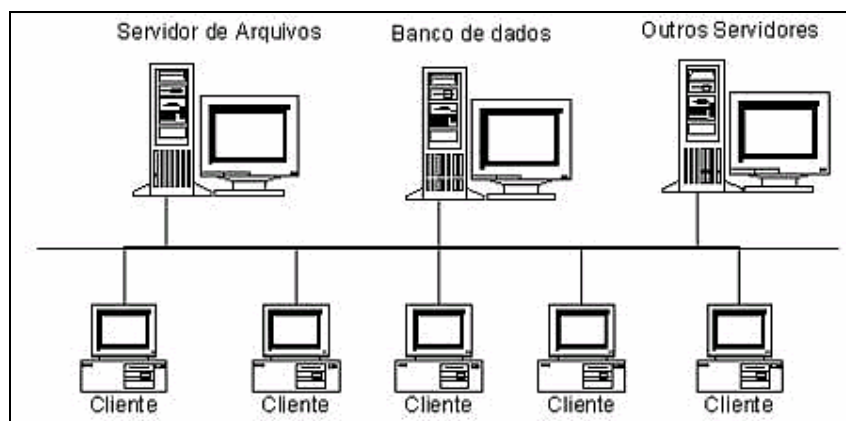 Servidor de Arquivos
Banco de dados
Outros Servidores
Cliente
Cliente
Cliente
Cliente
Cliente